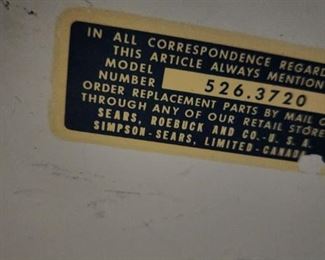 IN ALL CORRESPONDENCE REGARD
THIS ARTICLE ALWAYS MENTION
MODEL
NUMBER 526.3720
ORDER REPLACEMENT PARTS BY MAIL O
THROUGH ANY OF OUR RETAIL STORE
SEARS, ROEBUCK AND CO.-U.S.A.
SIMPSON-SEARS, LIMITED-CANADA